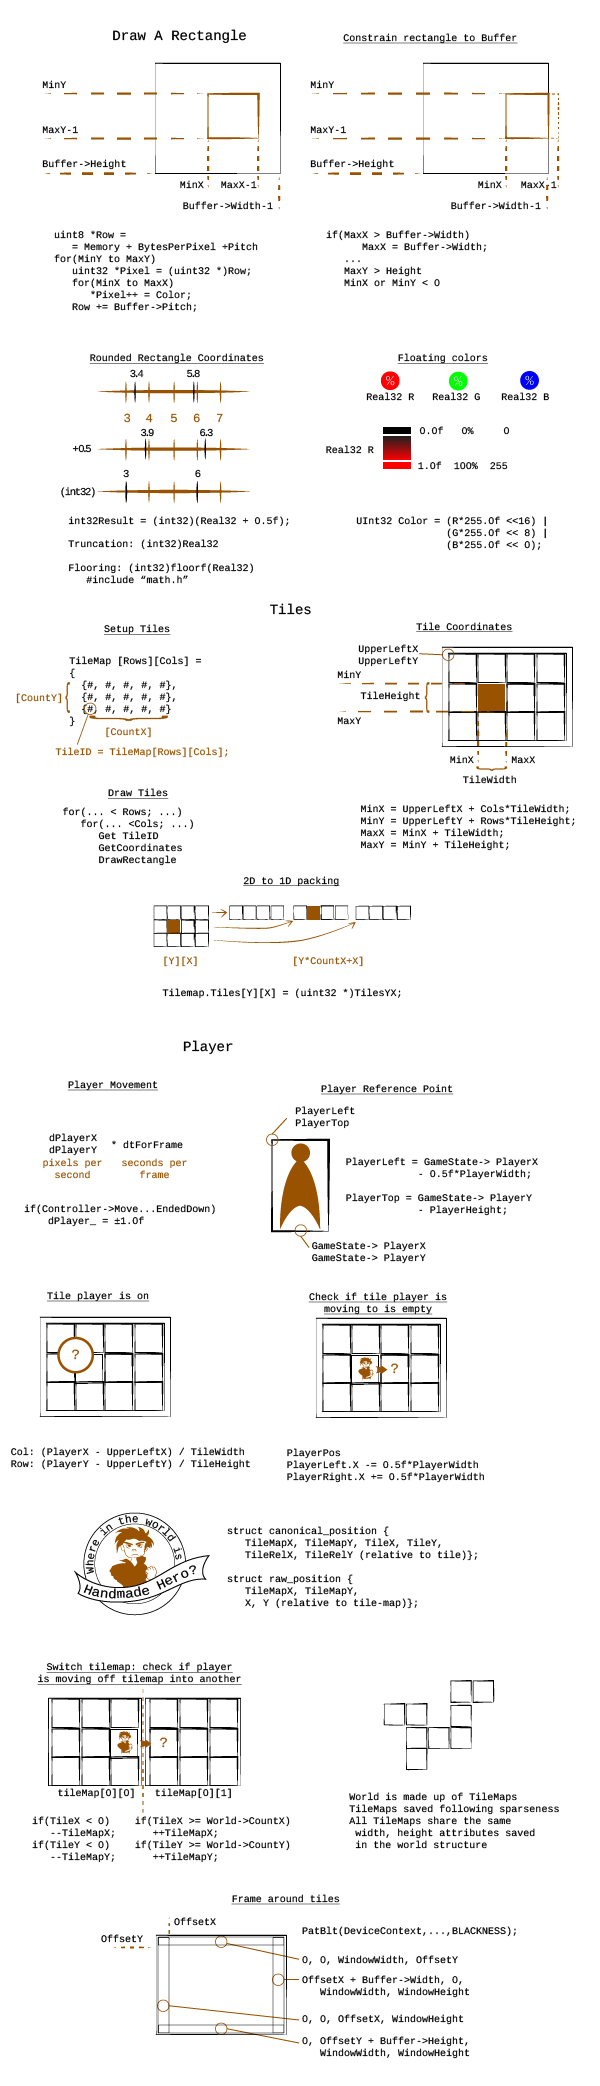 Draw A Rectangle
Constrain rectangle to Buffer
MinY
MaxY-1
Buffer->Height
MinX MaxX-1
Buffer->Width-1
MinY
MaxY-1
Buffer->Height
MinX MaxX-1
Buffer->Width-1
uint8 *Row =
= Memory + BytesPerPixel +Pitch
for(MinY to MaxY)
uint32 *Pixel = (uint32 *)Row;
for(MinX to MaxX)
*Pixel++ = Color;
Row += Buffer->Pitch;
if(MaxX > Buffer->Width)
MaxX = Buffer->Width;
...
MaxY > Height
MinX or MinY < 0
Rounded Rectangle Coordinates
3.4 5.8
3 4 5 6 7
3.9 6.3
+0.5
3 6
(int32)
int32Result = (int32)(Real32 + 0.5f);
Truncation: (int32)Real32
Flooring: (int32)floorf(Real32)
#include “math.h”
Floating colors
% % %
Real32 R Real32 G Real32 B
0.0f 0% 0
Real32 R
1.0f 100% 255
UInt32 Color = (R*255.0f <<16) |
(G*255.0f << 8) |
(B*255.0f << 0);
Tiles
Setup Tiles
TileMap [Rows][Cols] =
{
{#, #, #, #, #},
[CountY] {#, #, #, #, #},
{#, #, #, #, #}
}
[CountX]
TileID = TileMap[Rows][Cols];
Tile Coordinates
UpperLeftX
UpperLeftY
MinY
TileHeight
MaxY
MinX MaxX
TileWidth
Draw Tiles
for(... < Rows; ...)
for(... <Cols; ...)
Get TileID
GetCoordinates
DrawRectangle
MinX = UpperLeftX + Cols*TileWidth;
MinY = UpperLeftY + Rows*TileHeight;
MaxX = MinX + TileWidth;
MaxY = MinY + TileHeight;
2D to 1D packing
[Y][X] [Y*CountX+X]
Tilemap.Tiles[Y][X] = (uint32 *)TilesYX;
Player
Player Movement
dPlayerX
dPlayerY * dtForFrame
pixels per seconds per
second frame
if(Controller->Move...EndedDown)
dPlayer_ = ±1.0f
Player Reference Point
PlayerLeft
PlayerTop
PlayerLeft = GameState-> PlayerX
- 0.5f*PlayerWidth;
PlayerTop = GameState-> PlayerY
- PlayerHeight;
GameState-> PlayerX
GameState-> PlayerY
Tile player is on
?
Col: (PlayerX - UpperLeftX) / TileWidth
Row: (PlayerY - UpperLeftY) / TileHeight
Check if tile player is
moving to is empty
?
PlayerPos
PlayerLeft.X -= 0.5f*PlayerWidth
PlayerRight.X += 0.5f*PlayerWidth
Where in the world is
Handmade Hero?
struct canonical_position {
TileMapX, TileMapY, TileX, TileY,
TileRelX, TileRelY (relative to tile)};
struct raw_position {
TileMapX, TileMapY,
X, Y (relative to tile-map)};
Switch tilemap: check if player
is moving off tilemap into another
?
tileMap[0][0] tileMap[0][1]
if(TileX < 0) if(TileX >= World->CountX)
--TileMapX; ++TileMapX;
if(TileY < 0) if(TileY >= World->CountY)
--TileMapY; ++TileMapY;
World is made up of TileMaps
TileMaps saved following sparseness
All TileMaps share the same
width, height attributes saved
in the world structure
Frame around tiles
OffsetX
OffsetY
PatBlt(DeviceContext,...,BLACKNESS);
0, 0, WindowWidth, OffsetY
OffsetX + Buffer->Width, 0,
WindowWidth, WindowHeight
0, 0, OffsetX, WindowHeight
0, OffsetY + Buffer->Height,
WindowWidth, WindowHeight